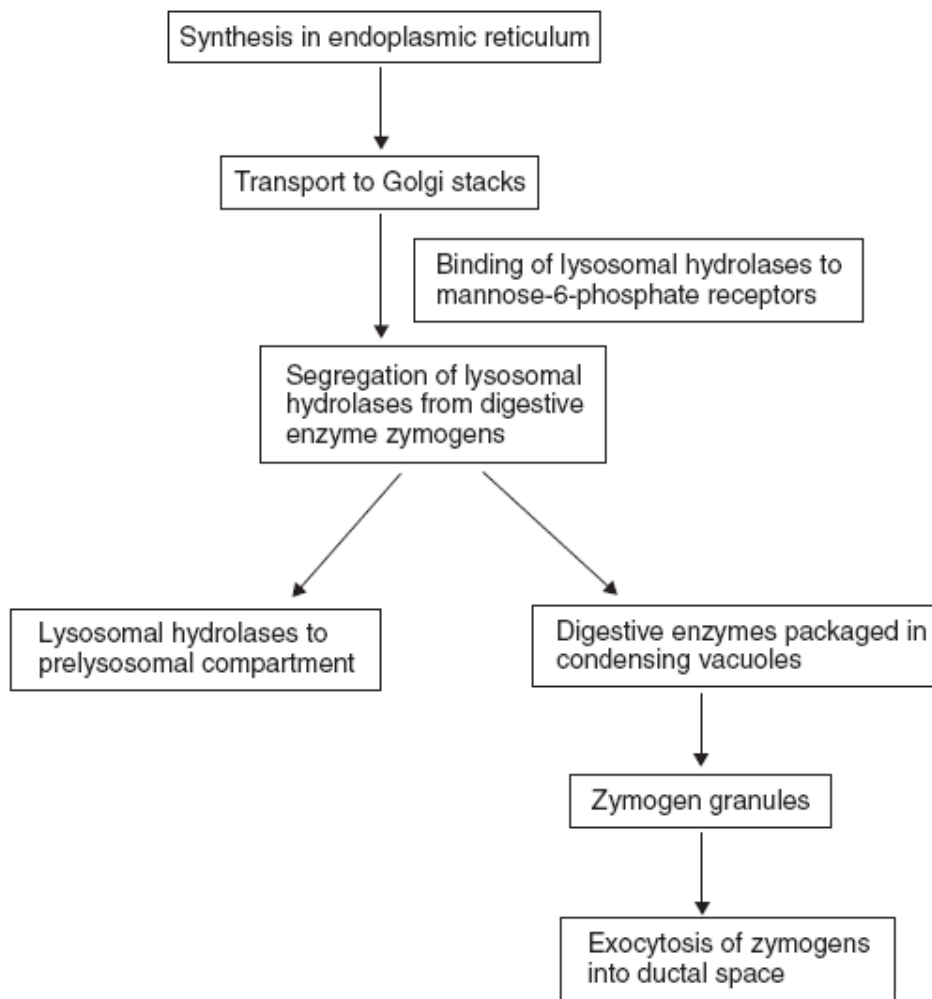 Synthesis in endoplasmic reticulum
Transport to Golgi stacks
Binding of lysosomal hydrolases to
mannose-6-phosphate receptors
Segregation of lysosomal
hydrolases from digestive
enzyme zymogens
Lysosomal hydrolases to
prelysosomal compartment
Digestive enzymes packaged in
condensing vacuoles
Zymogen granules
Exocytosis of zymogens
into ductal space